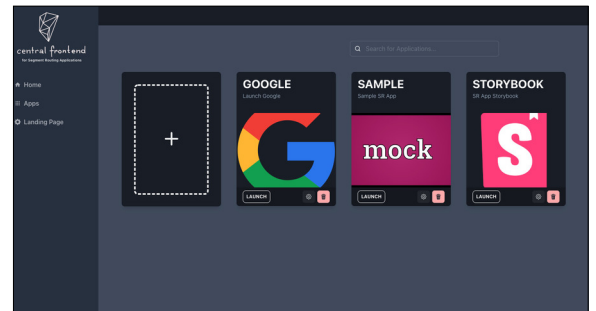 central frontend
for Segment Routing Applications
Home
Apps
Landing Page
Search for Applications...
GOOGLE
Launch Google
LAUNCH
SAMPLE
Sample SR App
mock
LAUNCH
STORYBOOK
SR App Storybook
S
LAUNCH